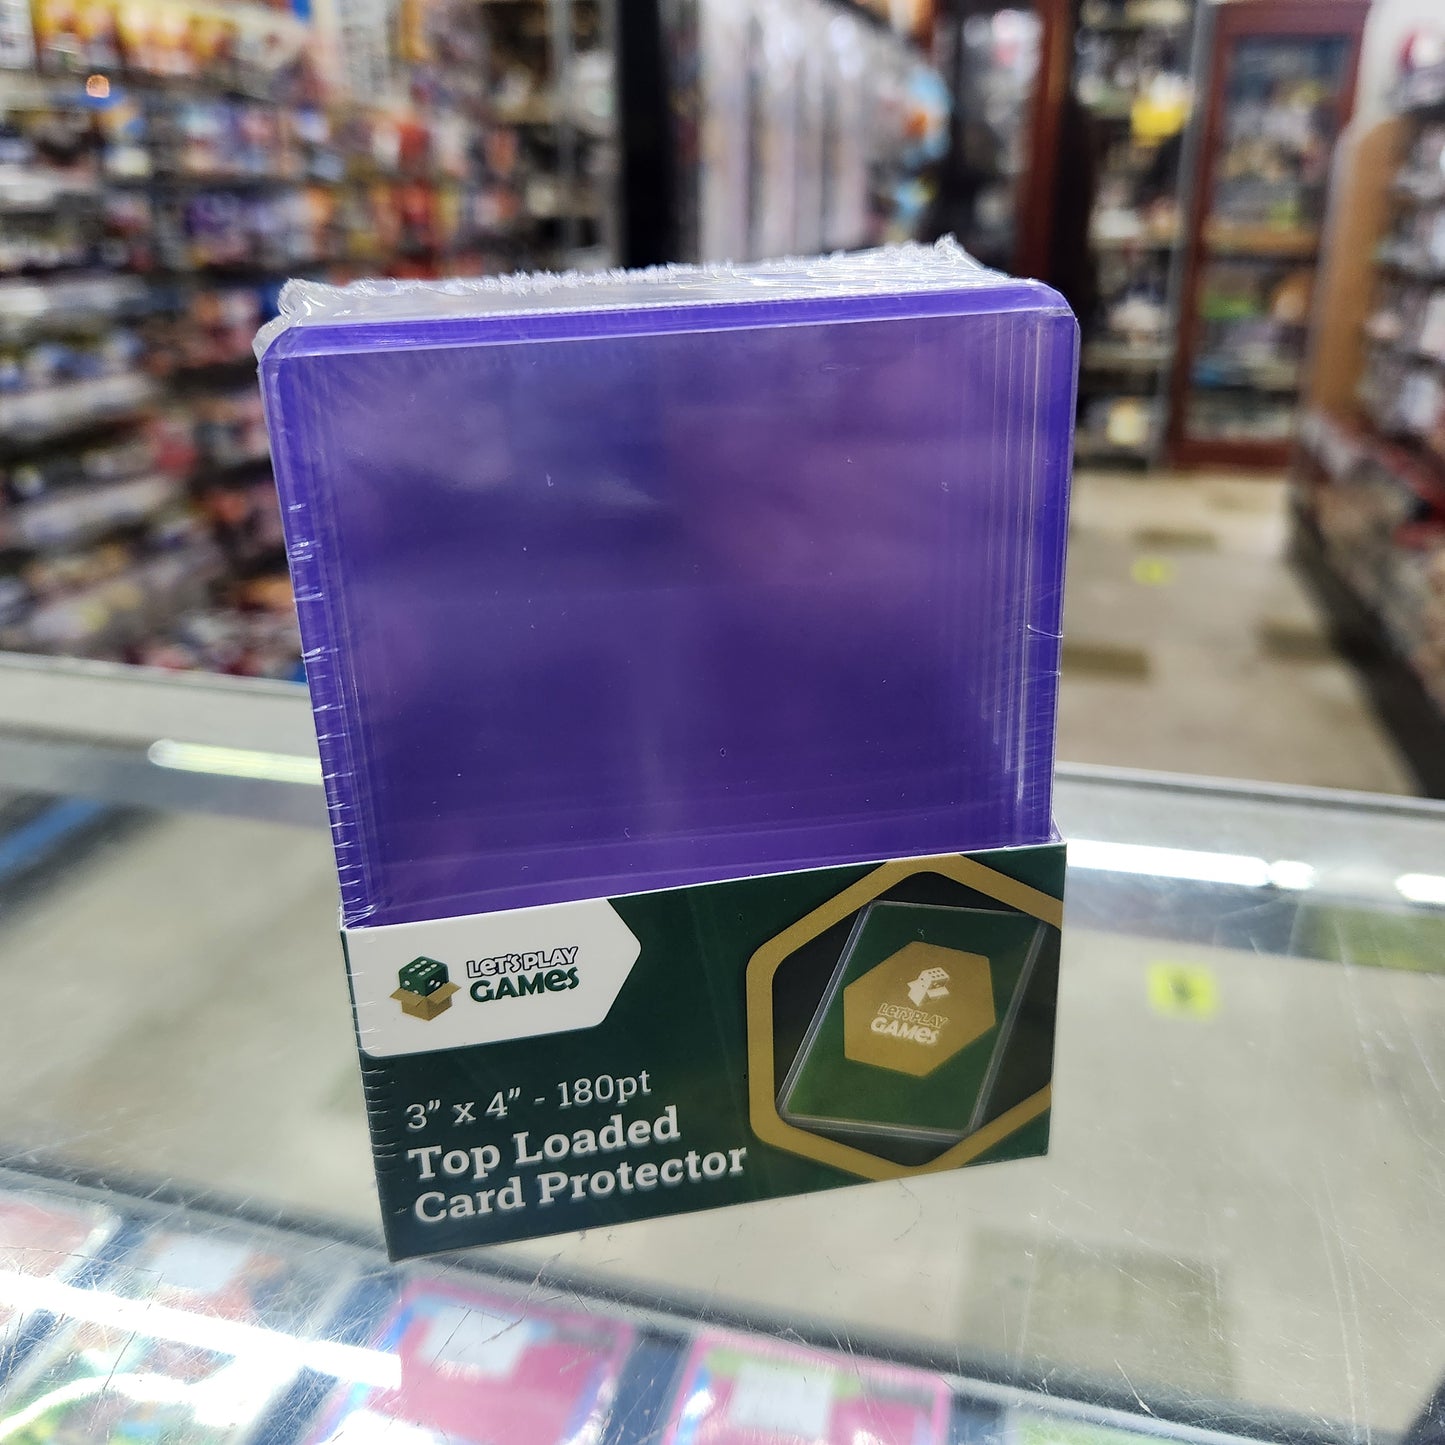 LET'S PLAY
GAMES
LET'S PLAY
GAMES
3” x 4” - 180pt
Top Loaded
Card Protector